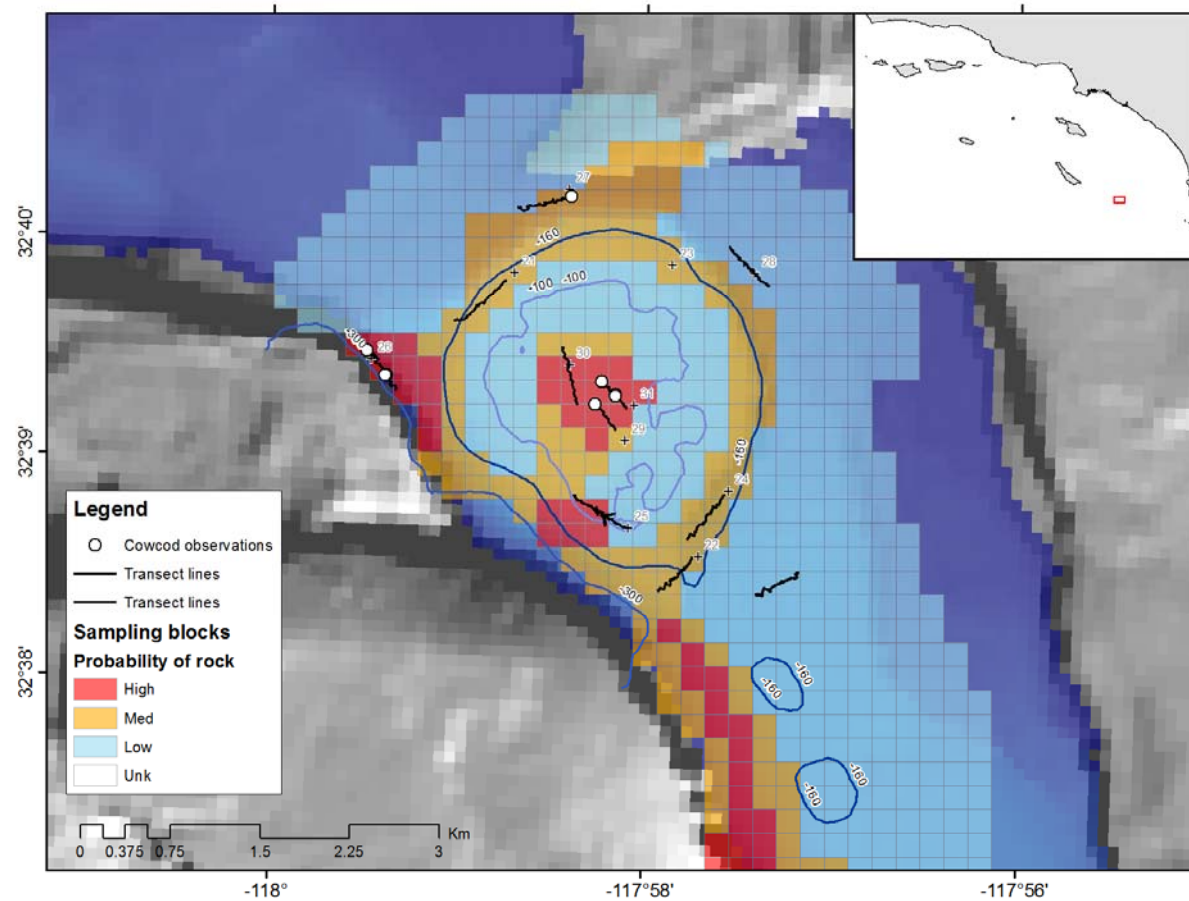 27
-160
21
23
28
-100
-100
-300
26
30
31
29
-160
24
25
22
-300
-160
-160
-160
-160
32°40'
32°39'
32°38'
Legend
Cowcod observations
Transect lines
Transect lines
Sampling blocks
Probability of rock
High
Med
Low
Unk
Km
0 0.375 0.75 1.5 2.25 3
-118° -117°58' -117°56'